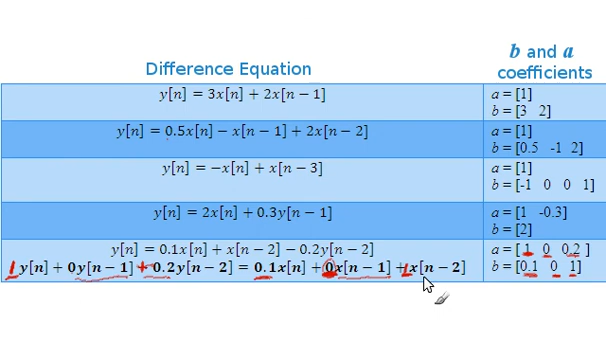 b and a
Difference Equation coefficients
y[n] = 3x[n] + 2x[n − 1]
a = [1]
b = [3 2]
y[n] = 0.5x[n] − x[n − 1] + 2x[n − 2]
a = [1]
b = [0.5 -1 2]
y[n] = −x[n] + x[n − 3]
a = [1]
b = [-1 0 0 1]
y[n] = 2x[n] + 0.3y[n − 1]
a = [1 -0.3]
b = [2]
y[n] = 0.1x[n] + x[n − 2] − 0.2y[n − 2]
a = [ 1 0 0.2 ]
1y[n] + 0y[n − 1] + 0.2y[n − 2] = 0.1x[n] + 0x[n − 1] + 1x[n − 2]
b = [0.1 0 1]